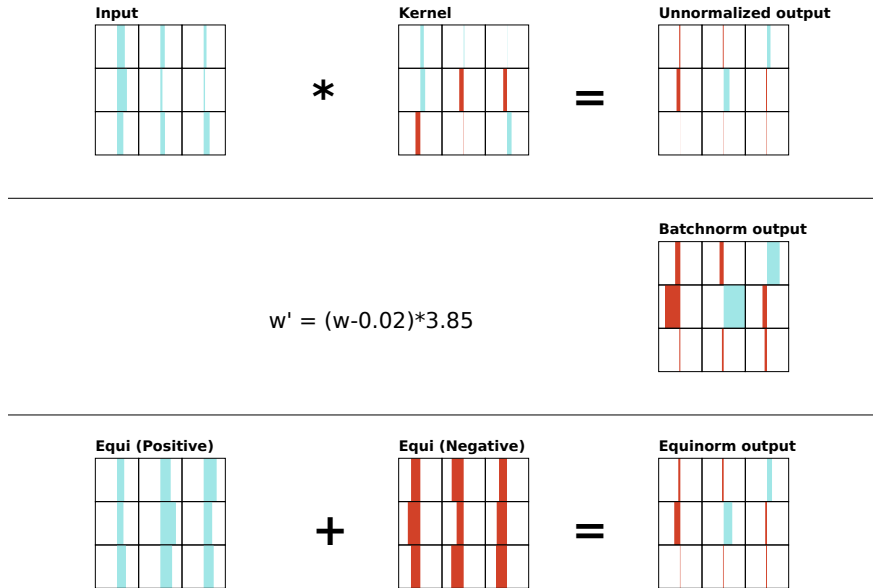 Input Kernel Unnormalized output
* =
Batchnorm output
w' = (w-0.02)*3.85
Equi (Positive) Equi (Negative) Equinorm output
+ =